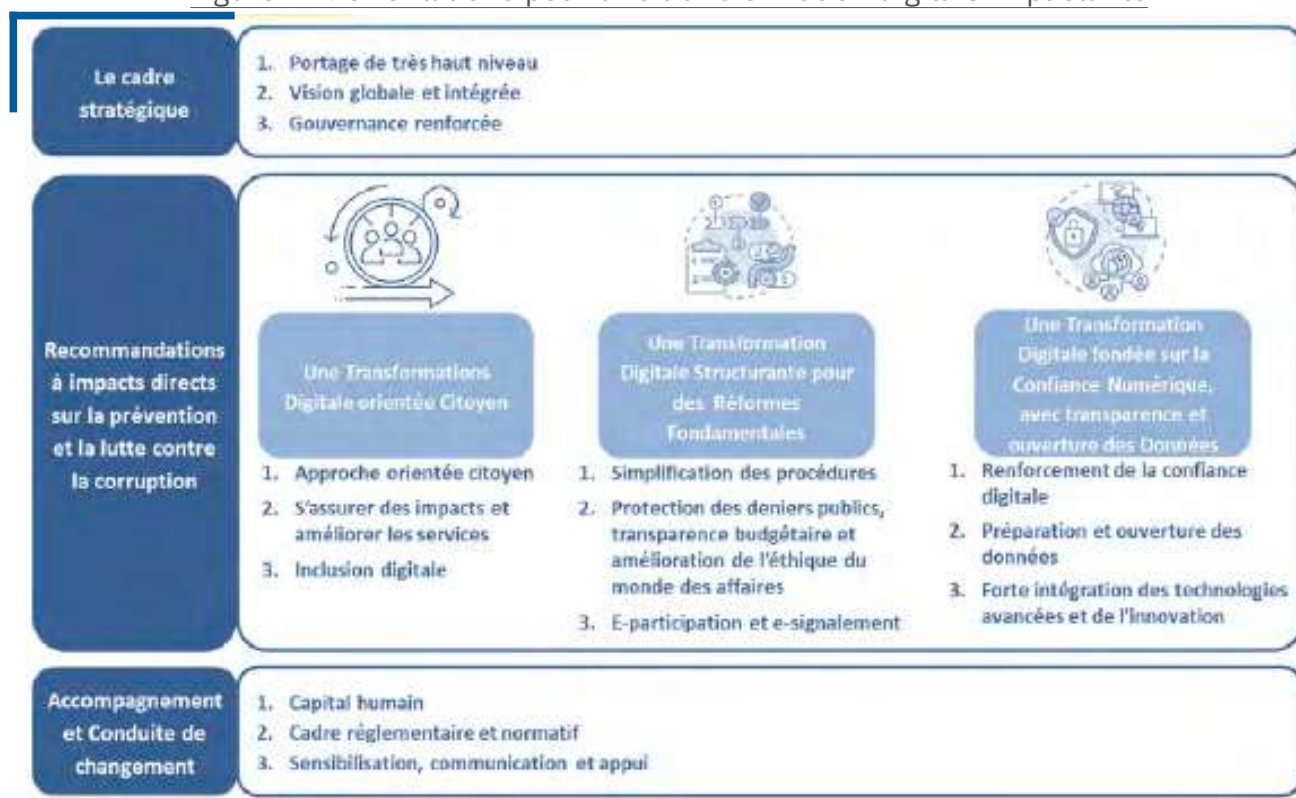 Le cadre
stratégique
1. Portage de très haut niveau
2. Vision globale et intégrée
3. Gouvernance renforcée
Recommandations
à impacts directs
sur la prévention
et la lutte contre
la corruption
Une Transformations
Digitale orientée Citoyen
1. Approche orientée citoyen
2. S'assurer des impacts et
améliorer les services
3. Inclusion digitale
Une Transformation
Digitale Structurante pour
des Réformes
Fondamentales
1. Simplification des procédures
2. Protection des deniers publics,
transparence budgétaire et
amélioration de l'éthique du
monde des affaires
3. E-participation et e-signalement
Une Transformation
Digitale fondée sur la
Confiance Numérique,
avec transparence et
ouverture des Données
1. Renforcement de la confiance
digitale
2. Préparation et ouverture des
données
3. Forte intégration des technologies
avancées et de l'innovation
Accompagnement
et Conduite de
changement
1. Capital humain
2. Cadre réglementaire et normatif
3. Sensibilisation, communication et appui